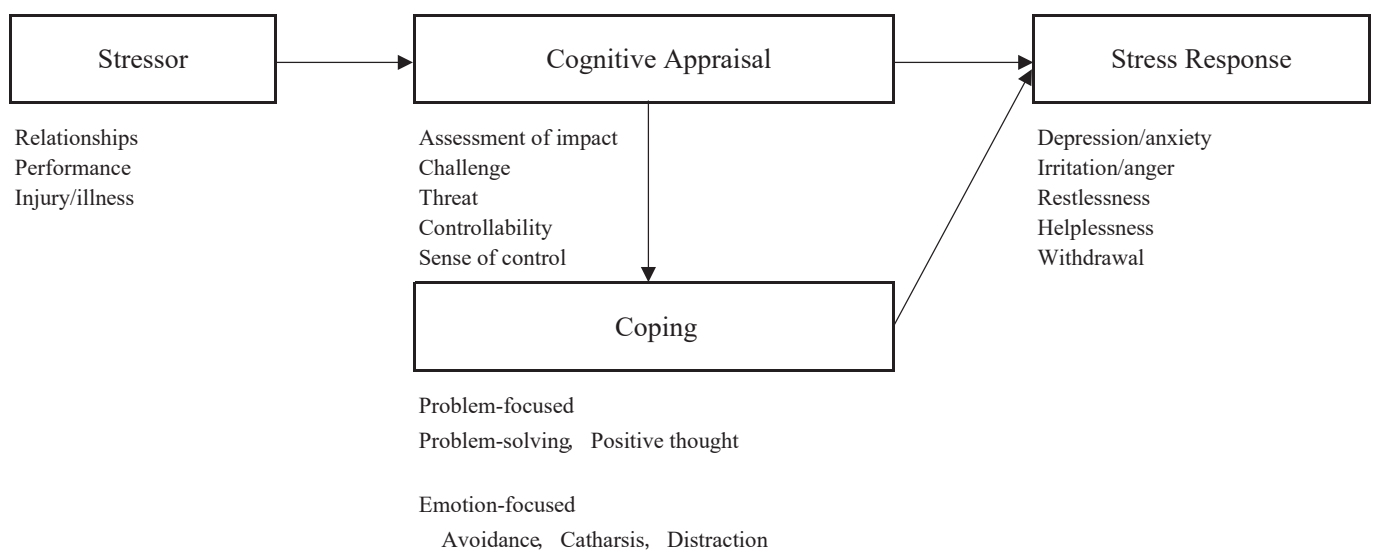 Stressor
Cognitive Appraisal
Stress Response
Relationships
Performance
Injury/illness
Assessment of impact
Challenge
Threat
Controllability
Sense of control
Depression/anxiety
Irritation/anger
Restlessness
Helplessness
Withdrawal
Coping
Problem-focused
Problem-solving, Positive thought
Emotion-focused
Avoidance, Catharsis, Distraction